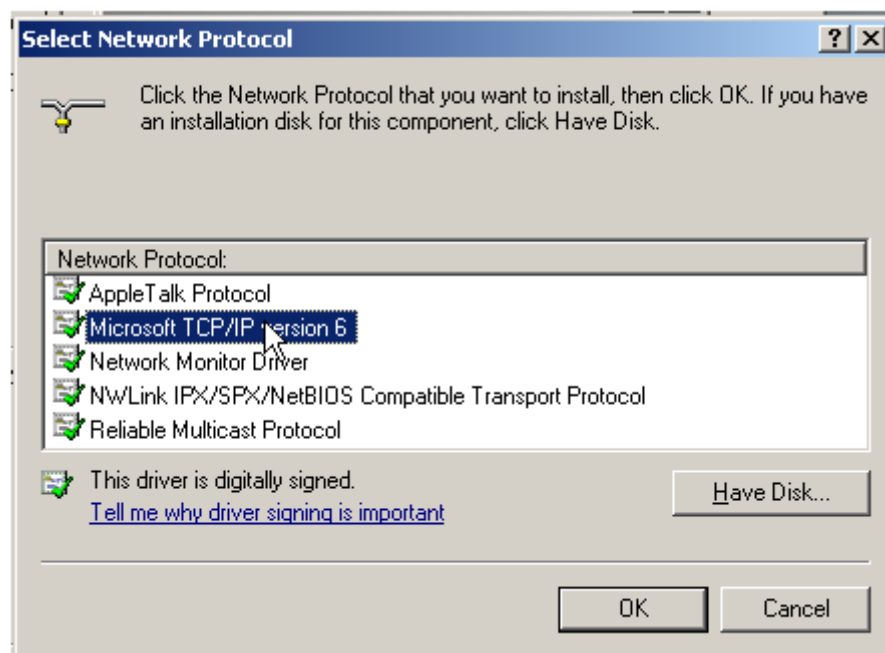 Select Network Protocol
Click the Network Protocol that you want to install, then click OK. If you have
an installation disk for this component, click Have Disk.
Network Protocol:
AppleTalk Protocol
Microsoft TCP/IP version 6
Network Monitor Driver
NWLink IPX/SPX/NetBIOS Compatible Transport Protocol
Reliable Multicast Protocol
This driver is digitally signed.
Have Disk...
Tell me why driver signing is important
OK
Cancel